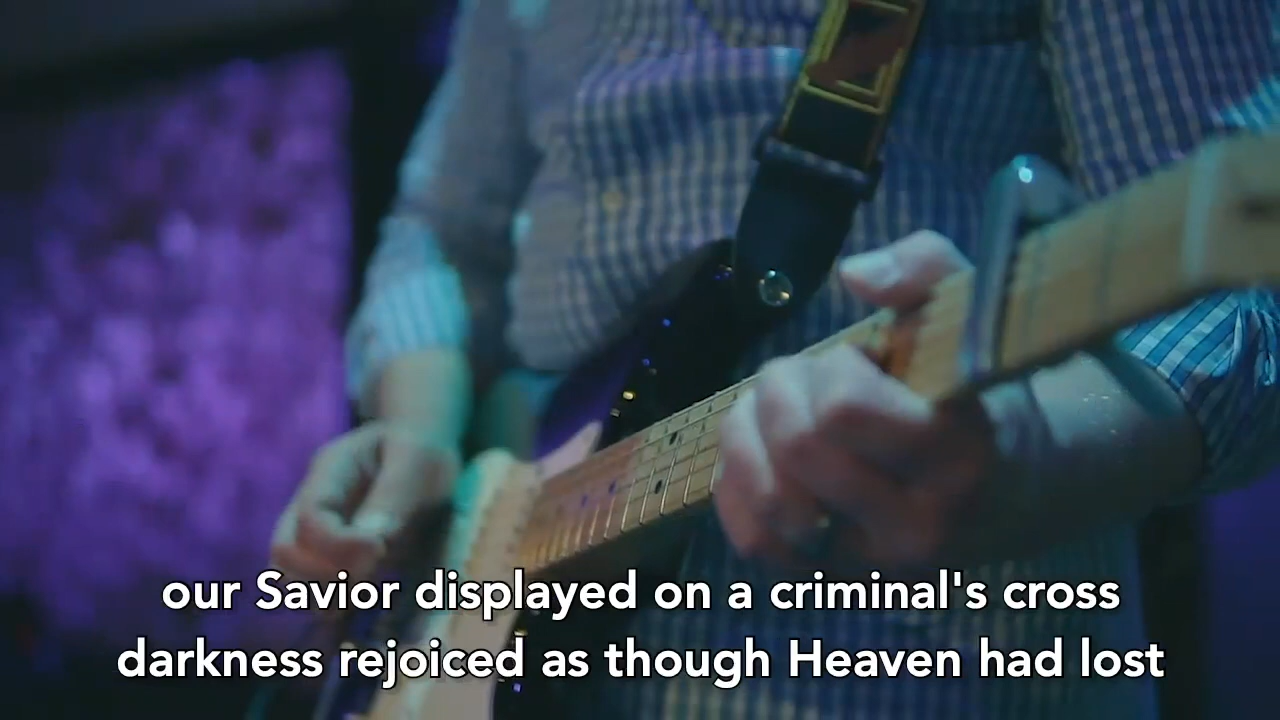 our Savior displayed on a criminal's cross
darkness rejoiced as though Heaven had lost